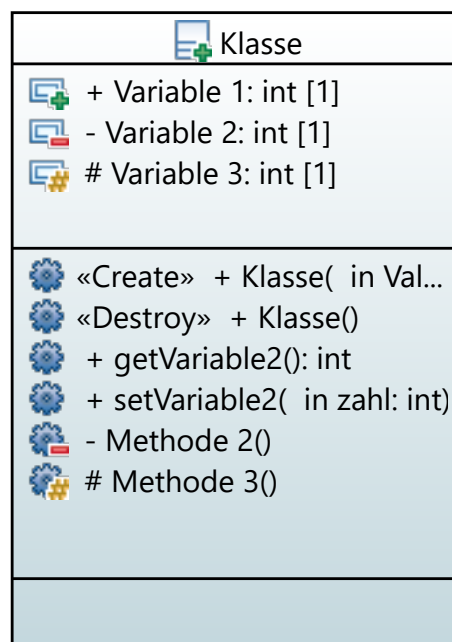 Klasse
+ Variable 1: int [1]
- Variable 2: int [1]
# Variable 3: int [1]
«Create» + Klasse( in Val...
«Destroy» + Klasse()
+ getVariable2(): int
+ setVariable2( in zahl: int)
- Methode 2()
# Methode 3()